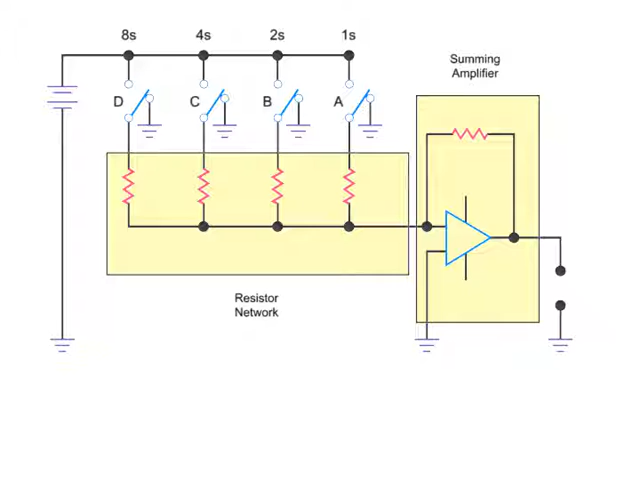 8s 4s 2s 1s
Summing
Amplifier
D C B A
Resistor
Network